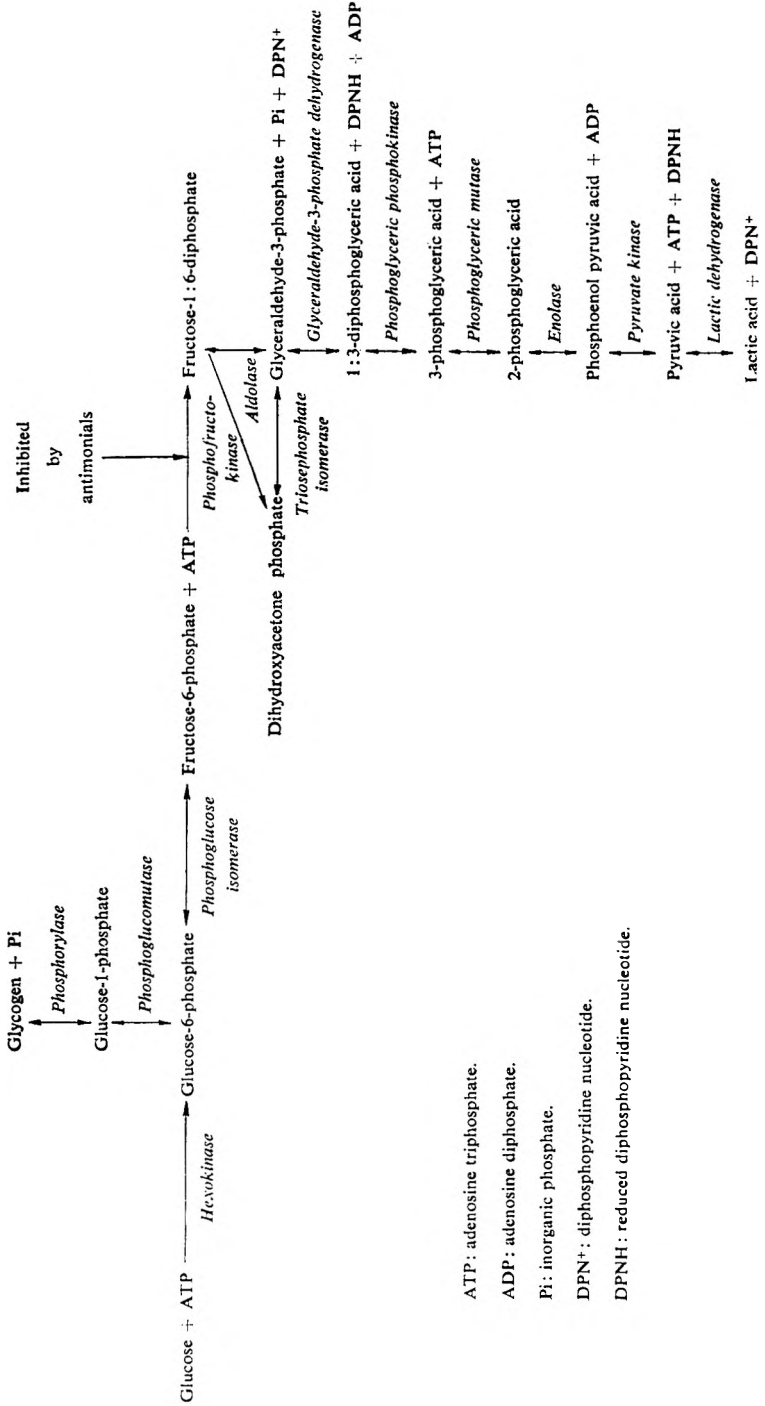 Glycogen + Pi
Phosphorylase
Glucose-1-phosphate
Phosphoglucomutase
Glucose + ATP
Hexokinase
Glucose-6-phosphate
Phosphoglucose
isomerase
Fructose-6-phosphate + ATP
Inhibited
by
antimonials
Phosphofructo-
kinase
Fructose-1:6-diphosphate
Aldolase
Dihydroxyacetone phosphate
Triosephosphate
isomerase
Glyceraldehyde-3-phosphate + Pi + DPN+
Glyceraldehyde-3-phosphate dehydrogenase
1:3-diphosphoglyceric acid + DPNH + ADP
Phosphoglyceric phosphokinase
3-phosphoglyceric acid + ATP
Phosphoglyceric mutase
2-phosphoglyceric acid
Enolase
Phosphoenol pyruvic acid + ADP
Pyruvate kinase
Pyruvic acid + ATP + DPNH
Lactic dehydrogenase
Lactic acid + DPN+
ATP: adenosine triphosphate.
ADP: adenosine diphosphate.
Pi: inorganic phosphate.
DPN+: diphosphopyridine nucleotide.
DPNH: reduced diphosphopyridine nucleotide.